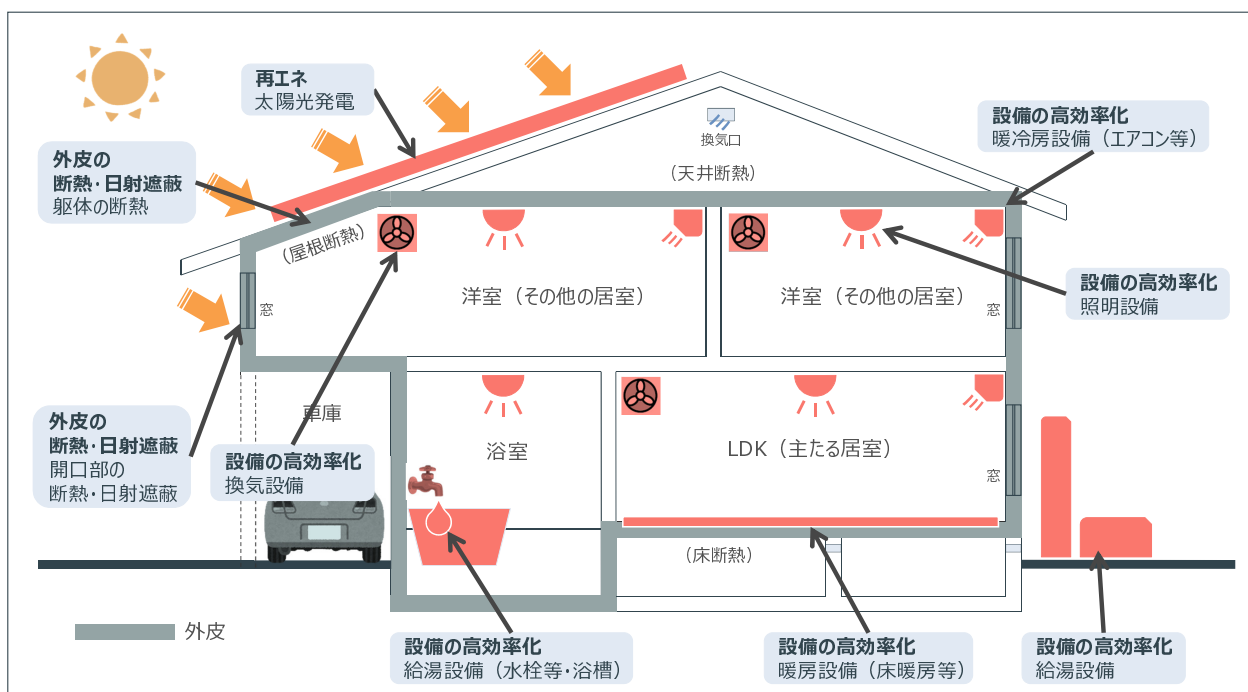 再エネ
太陽光発電
設備の高効率化
暖冷房設備（エアコン等）
換気口
（天井断熱）
外皮の
断熱・日射遮蔽
躯体の断熱
（屋根断熱）
設備の高効率化
照明設備
窓
洋室（その他の居室）
洋室（その他の居室）
窓
外皮の
断熱・日射遮蔽
開口部の
断熱・日射遮蔽
車庫
設備の高効率化
換気設備
浴室
LDK（主たる居室）
窓
（床断熱）
外皮
設備の高効率化
給湯設備（水栓等・浴槽）
設備の高効率化
暖房設備（床暖房等）
設備の高効率化
給湯設備